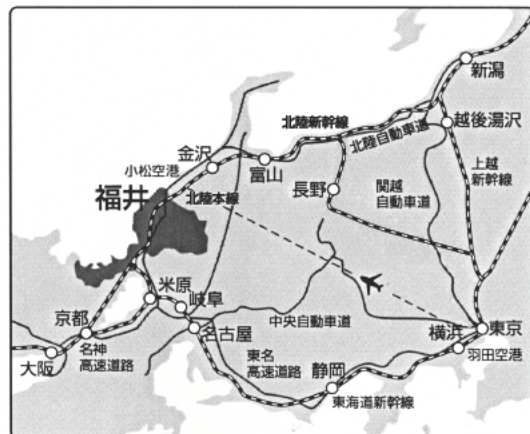 新潟
北陸新幹線
北陸自動車道
越後湯沢
金沢
小松空港
富山
長野
関越
自動車道
上越
新幹線
福井
北陸本線
米原
岐阜
京都
名古屋
中央自動車道
横浜
東京
大阪
名神
高速道路
東名
高速道路
静岡
羽田空港
東海道新幹線